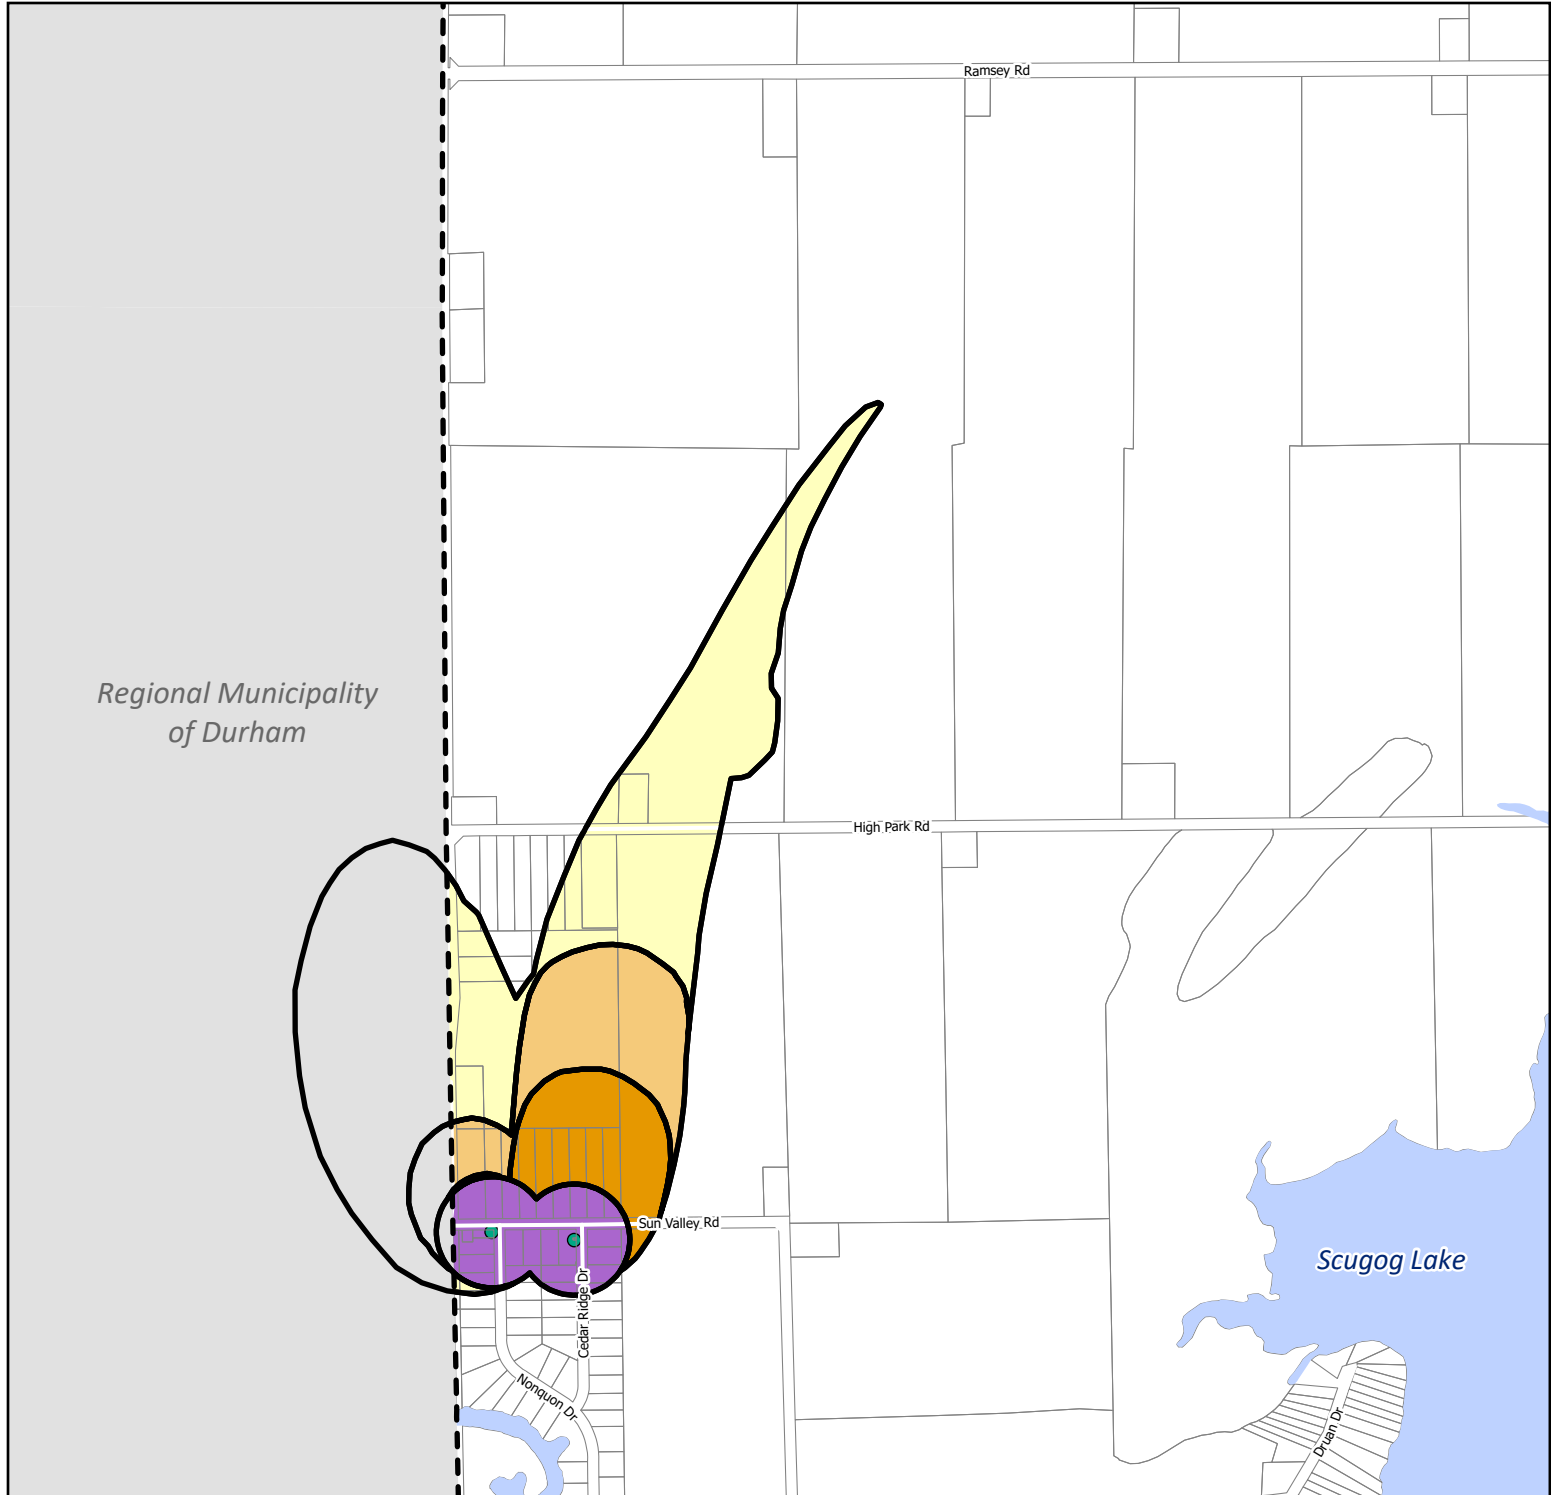 Ramsey Rd
Regional Municipality
of Durham
High Park Rd
Sun Valley Rd
Scugog Lake
Cedar Ridge Dr
Nonquon Dr
Druan Dr